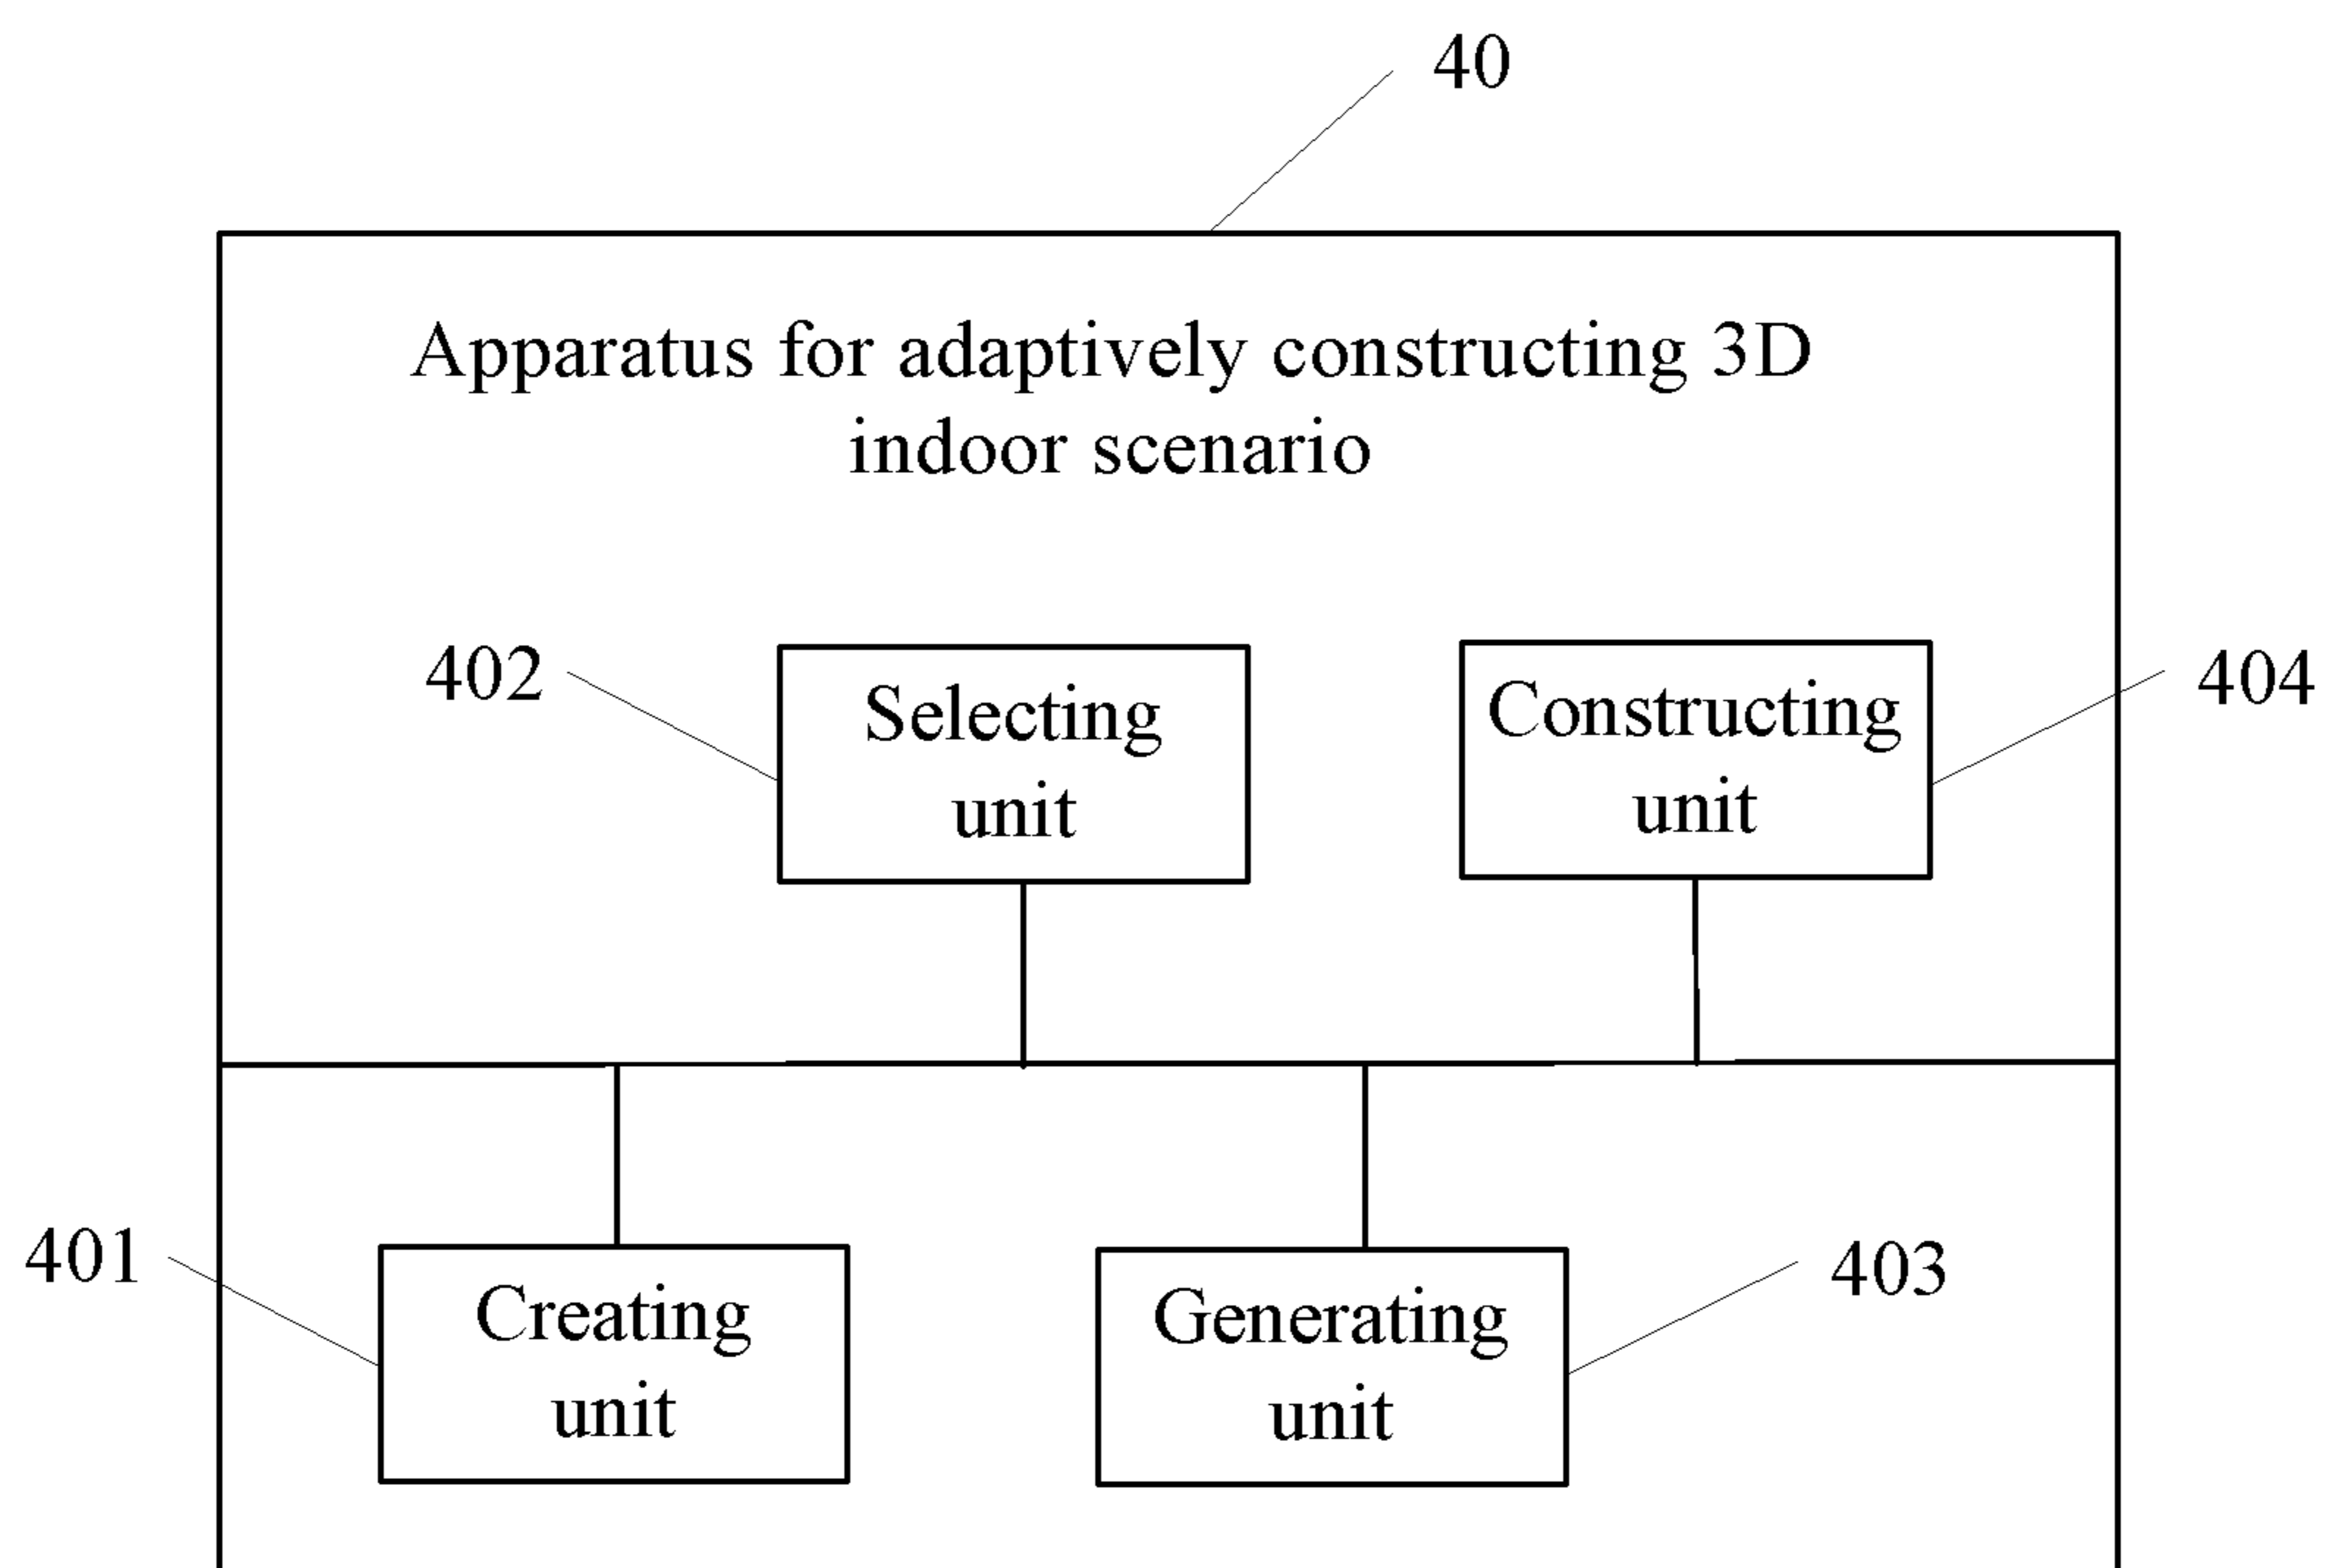 40
Apparatus for adaptively constructing 3D
indoor scenario
402
Selecting
unit
Constructing
unit
404
401
Creating
unit
Generating
unit
403